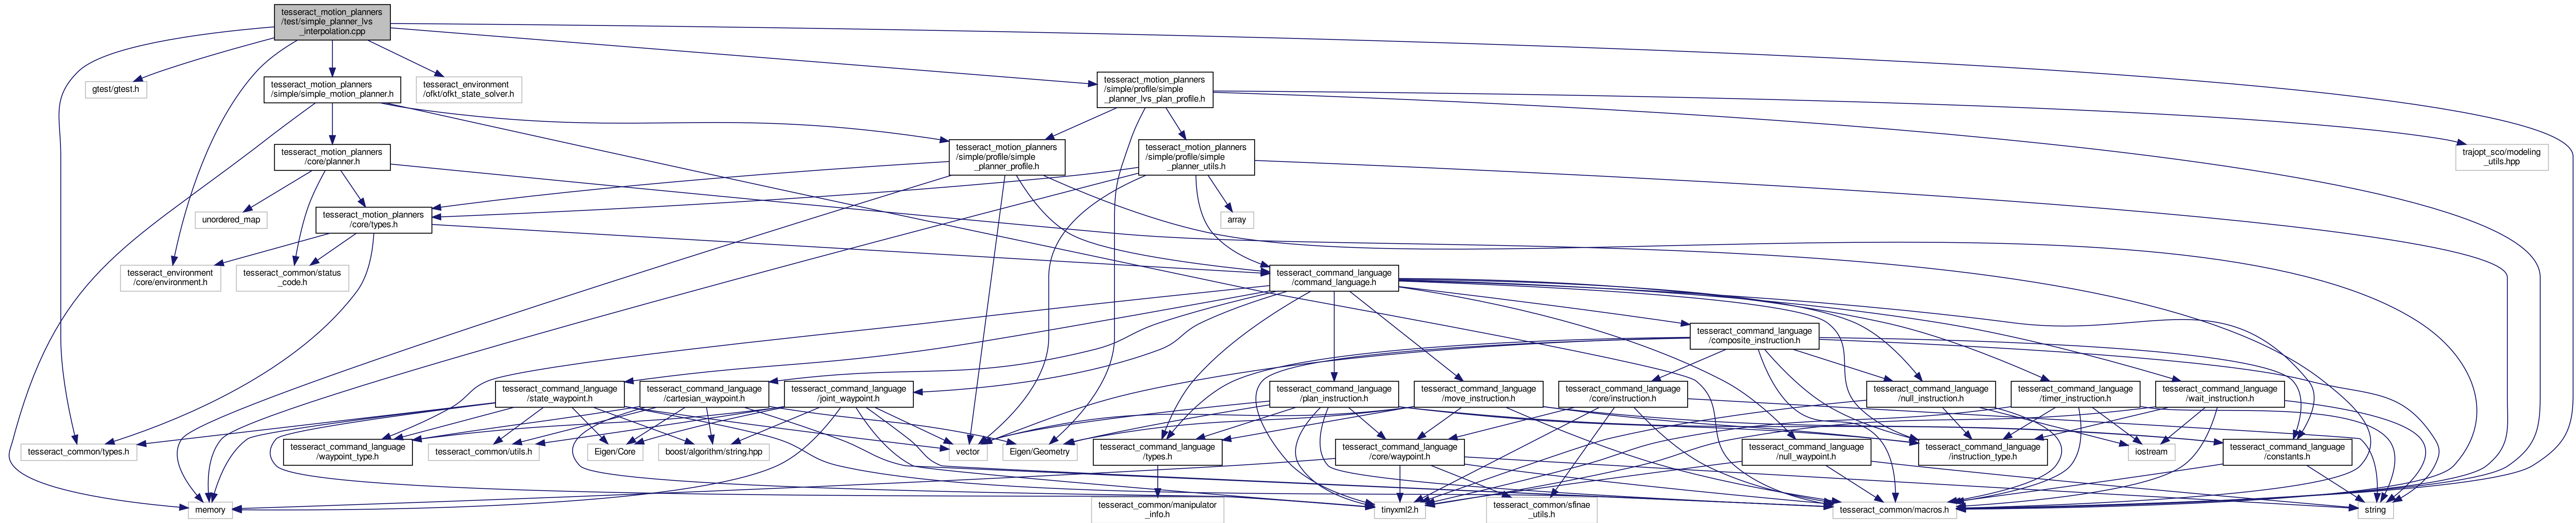 tesseract_motion_planners
/test/simple_planner_lvs
_interpolation.cpp
gtest/gtest.h
tesseract_motion_planners
/simple/simple_motion_planner.h
tesseract_environment
/ofkt/ofkt_state_solver.h
tesseract_motion_planners
/simple/profile/simple
_planner_lvs_plan_profile.h
tesseract_motion_planners
/core/planner.h
tesseract_motion_planners
/simple/profile/simple
_planner_profile.h
tesseract_motion_planners
/simple/profile/simple
_planner_utils.h
trajopt_sco/modeling
_utils.hpp
unordered_map
tesseract_motion_planners
/core/types.h
array
tesseract_environment
/core/environment.h
tesseract_common/status
_code.h
tesseract_command_language
/command_language.h
tesseract_command_language
/composite_instruction.h
tesseract_command_language
/state_waypoint.h
tesseract_command_language
/cartesian_waypoint.h
tesseract_command_language
/joint_waypoint.h
tesseract_command_language
/plan_instruction.h
tesseract_command_language
/move_instruction.h
tesseract_command_language
/core/instruction.h
tesseract_command_language
/null_instruction.h
tesseract_command_language
/timer_instruction.h
tesseract_command_language
/wait_instruction.h
tesseract_common/types.h
tesseract_command_language
/waypoint_type.h
tesseract_common/utils.h
Eigen/Core
boost/algorithm/string.hpp
vector
Eigen/Geometry
tesseract_command_language
/types.h
tesseract_command_language
/core/waypoint.h
tesseract_command_language
/null_waypoint.h
tesseract_command_language
/instruction_type.h
iostream
tesseract_command_language
/constants.h
memory
tesseract_common/manipulator
_info.h
tinyxml2.h
tesseract_common/sfinae
_utils.h
tesseract_common/macros.h
string